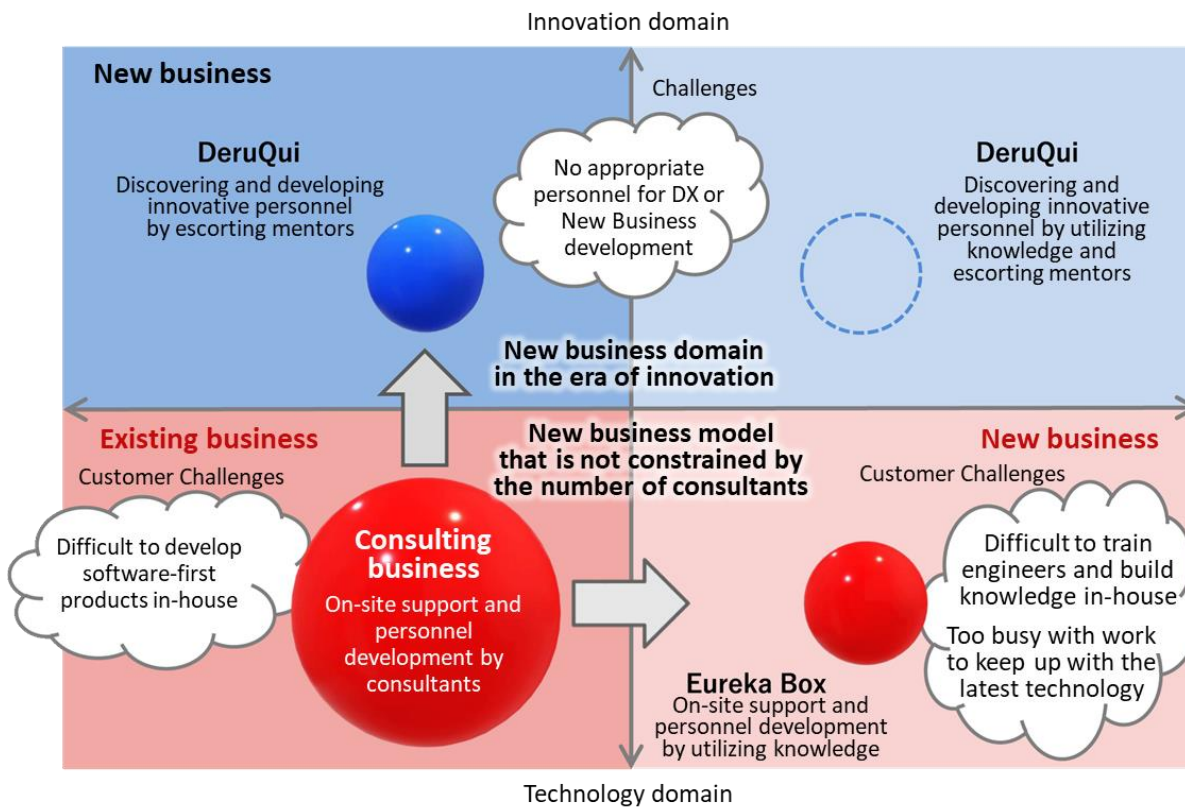 Innovation domain
New business
Challenges
DeruQui
Discovering and developing
innovative personnel
by escorting mentors
No appropriate
personnel for DX or
New Business
development
DeruQui
Discovering and
developing innovative
personnel by utilizing
knowledge and
escorting mentors
New business domain
in the era of innovation
Existing business
Customer Challenges
Difficult to develop
software-first
products in-house
Consulting
business
On-site support and
personnel
development by
consultants
New business model
that is not constrained by
the number of consultants
New business
Customer Challenges
Difficult to train
engineers and build
knowledge in-house
Too busy with work
to keep up with the
latest technology
Eureka Box
On-site support and
personnel development
by utilizing knowledge
Technology domain